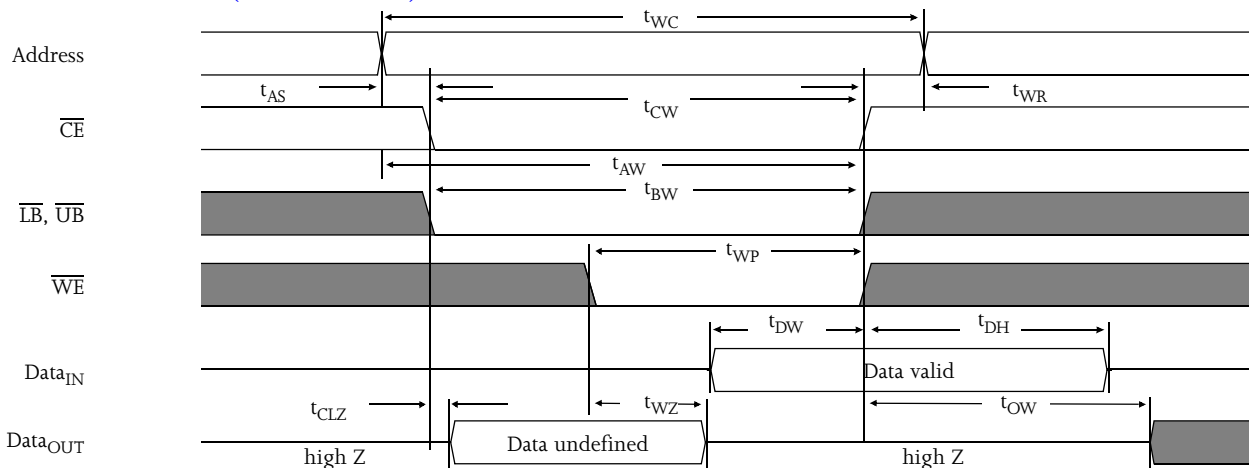 tWC
Address
tAS
tCW
tWR
CE
tAW
LB, UB
tBW
tWP
WE
tDW
tDH
DataIN
Data valid
tCLZ
tWZ
tOW
DataOUT
Data undefined
high Z
high Z